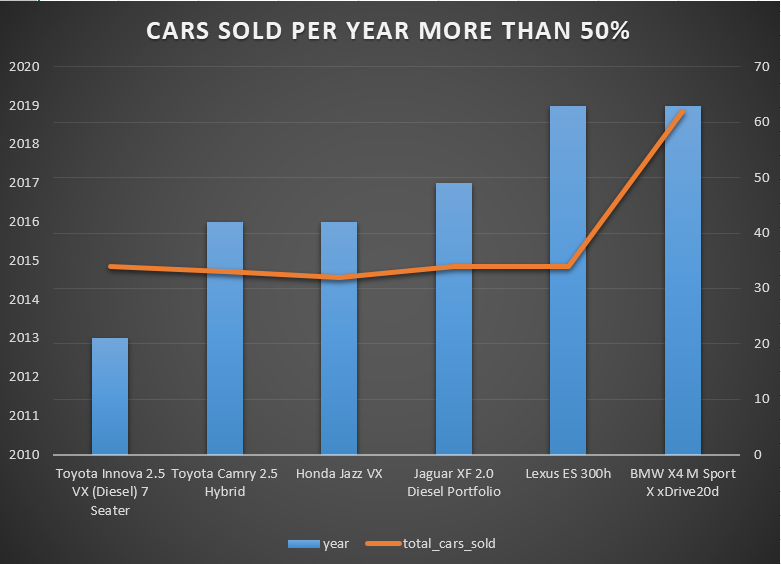 CARS SOLD PER YEAR MORE THAN 50%
2020
2019
2018
2017
2016
2015
2014
2013
2012
2011
2010
70
60
50
40
30
20
10
0
Toyota Innova 2.5
VX (Diesel) 7
Seater
Toyota Camry 2.5
Hybrid
Honda Jazz VX
Jaguar XF 2.0
Diesel Portfolio
Lexus ES 300h
BMW X4 M Sport
X xDrive20d
year
total_cars_sold